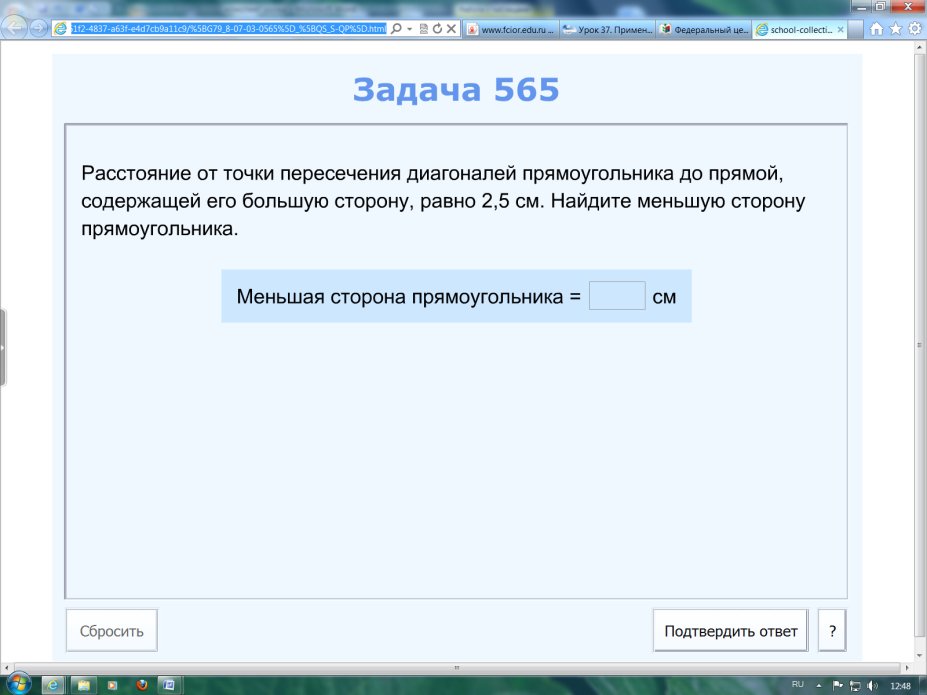 51f2-4837-a63f-e4d7cb9a11c9/%5BG79_8-07-03-0565%5D_%5BQS_S-QP%5D.html
www.fcior.edu.ru ...
Урок 37. Примен...
Федеральный це...
school-collecti...
Задача 565
Расстояние от точки пересечения диагоналей прямоугольника до прямой,
содержащей его большую сторону, равно 2,5 см. Найдите меньшую сторону
прямоугольника.
Меньшая сторона прямоугольника = см
Сбросить
Подтвердить ответ
?
RU
12:48